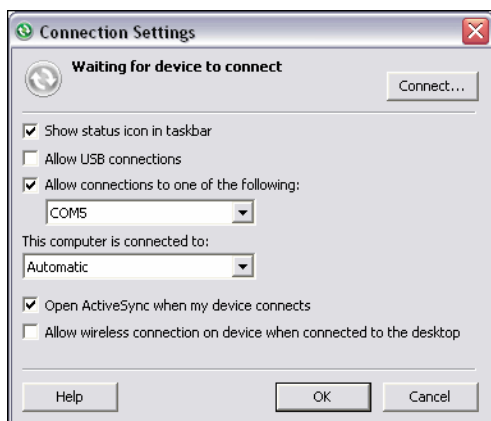 Connection Settings
Waiting for device to connect
Connect...
Show status icon in taskbar
Allow USB connections
Allow connections to one of the following:
COM5
This computer is connected to:
Automatic
Open ActiveSync when my device connects
Allow wireless connection on device when connected to the desktop
Help
OK
Cancel